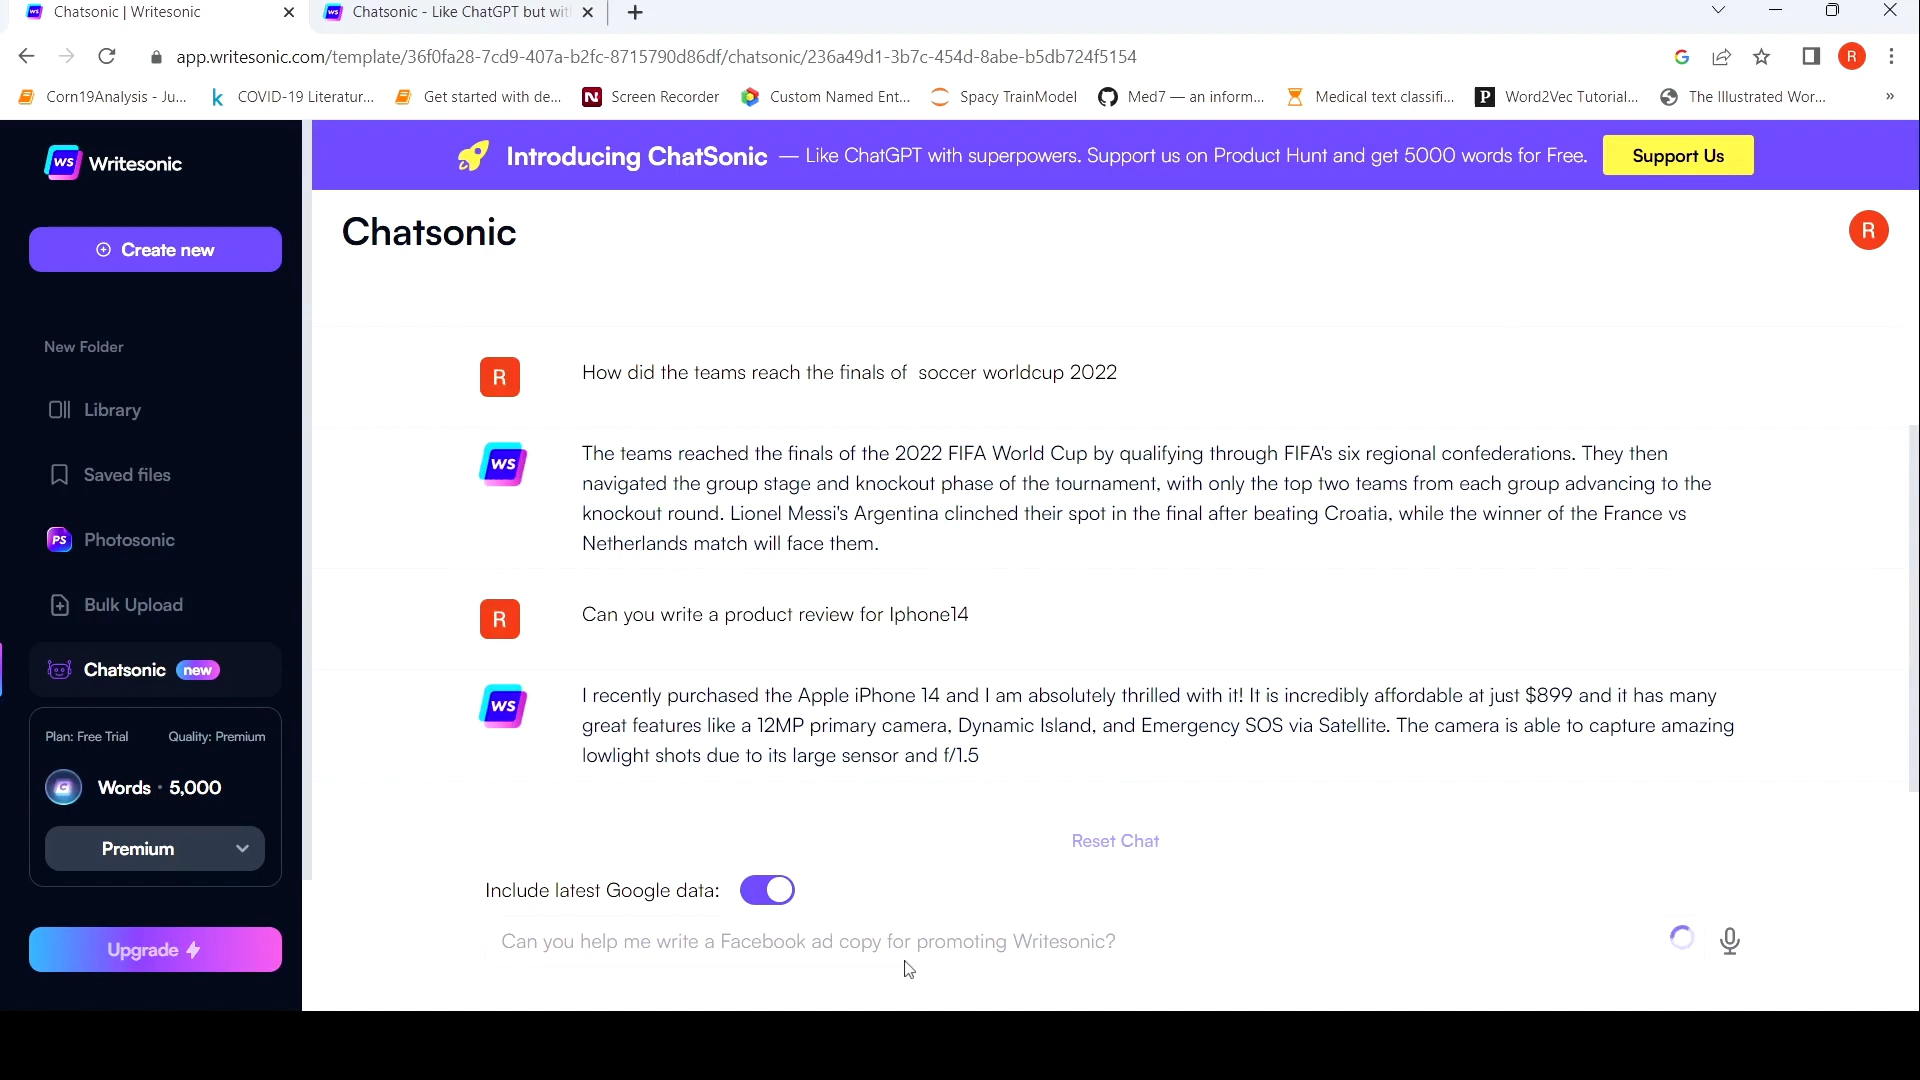 Chatsonic | Writesonic
Chatsonic - Like ChatGPT but wit
app.writesonic.com/template/36f0fa28-7cd9-407a-b2fc-8715790d86df/chatsonic/236a49d1-3b7c-454d-8abe-b5db724f5154
R
Corn19Analysis - Ju...
COVID-19 Literatur...
Get started with de...
Screen Recorder
Custom Named Ent...
Spacy TrainModel
Med7 — an inform...
Medical text classifi...
Word2Vec Tutorial...
The Illustrated Wor...
»
WS Writesonic
Introducing ChatSonic — Like ChatGPT with superpowers. Support us on Product Hunt and get 5000 words for Free.
Support Us
Create new
Chatsonic
R
New Folder
Library
Saved files
PS Photosonic
Bulk Upload
Chatsonic new
Plan: Free Trial Quality: Premium
Words · 5,000
Premium
Upgrade
R
How did the teams reach the finals of  soccer worldcup 2022
WS
The teams reached the finals of the 2022 FIFA World Cup by qualifying through FIFA's six regional confederations. They then
navigated the group stage and knockout phase of the tournament, with only the top two teams from each group advancing to the
knockout round. Lionel Messi's Argentina clinched their spot in the final after beating Croatia, while the winner of the France vs
Netherlands match will face them.
R
Can you write a product review for Iphone14
WS
I recently purchased the Apple iPhone 14 and I am absolutely thrilled with it! It is incredibly affordable at just $899 and it has many
great features like a 12MP primary camera, Dynamic Island, and Emergency SOS via Satellite. The camera is able to capture amazing
lowlight shots due to its large sensor and f/1.5
Reset Chat
Include latest Google data:
Can you help me write a Facebook ad copy for promoting Writesonic?